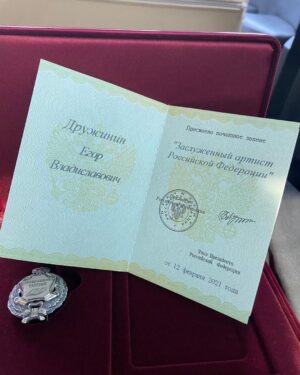 Дружинин
Егор
Владиславович
Присвоено почетное звание
"Заслуженный артист
Российской Федерации"
Указ Президента
Российской Федерации
от 12 февраля 2021 года